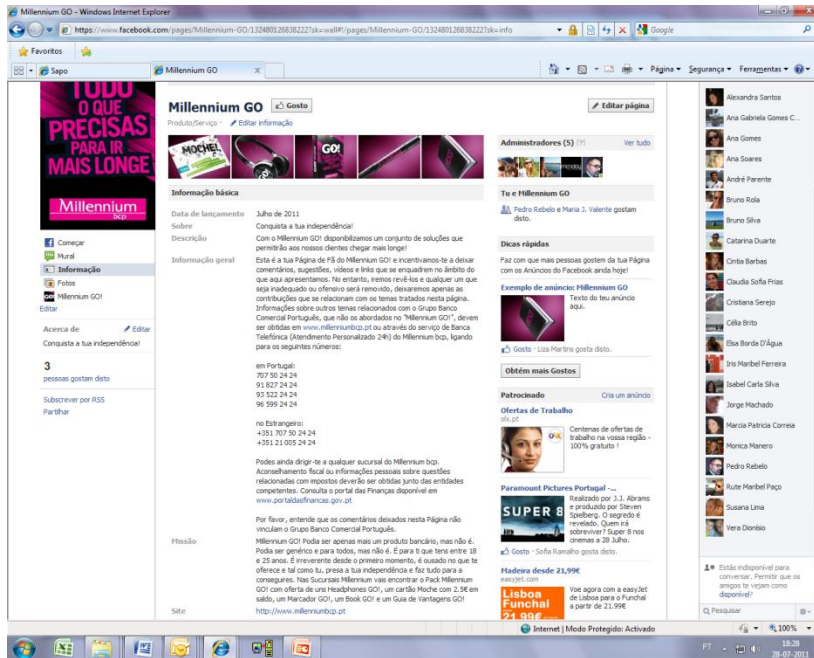 Millennium GO - Windows Internet Explorer
https://www.facebook.com/pages/Millennium-GO/132480126838222?sk=wall#!/pages/Millennium-GO/132480126838222?sk=info
Google
Favoritos
Sapo
Millennium GO
Página
Segurança
Ferramentas
TUDO
O QUE
PRECISAS
PARA IR
MAIS LONGE
Millennium
bcp
Começar
Mural
Informação
Fotos
Millennium GO!
Editar
Acerca de
Editar
Conquista a tua independência!
3
pessoas gostam disto
Subscrever por RSS
Partilhar
Millennium GO
Gosto
Editar página
Produto/Serviço · Editar informação
MOCHE!
GO!
Informação básica
Data de lançamento Julho de 2011
Sobre Conquista a tua independência!
Descrição Com o Millennium GO! disponibilizamos um conjunto de soluções que
permitirão aos nossos clientes chegar mais longe!
Informação geral Esta é a tua Página de Fã do Millennium GO! e incentivamos-te a deixar
comentários, sugestões, vídeos e links que se enquadrem no âmbito do
que aqui apresentamos. No entanto, iremos revê-los e qualquer um que
seja inadequado ou ofensivo será removido, deixaremos apenas as
contribuições que se relacionam com os temas tratados nesta página.
Informações sobre outros temas relacionados com o Grupo Banco
Comercial Português, que não os abordados no "Millennium GO!", devem
ser obtidas em www.millenniumbcp.pt ou através do serviço de Banca
Telefónica (Atendimento Personalizado 24h) do Millennium bcp, ligando
para os seguintes números:
em Portugal:
707 50 24 24
91 827 24 24
93 522 24 24
96 599 24 24
no Estrangeiro:
+351 707 50 24 24
+351 21 005 24 24
Podes ainda dirigir-te a qualquer sucursal do Millennium bcp.
Aconselhamento fiscal ou informações pessoais sobre questões
relacionadas com impostos deverão ser obtidas junto das entidades
competentes. Consulta o portal das Finanças disponível em
www.portaldasfinancas.gov.pt
Por favor, entende que os comentários deixados nesta Página não
vinculam o Grupo Banco Comercial Português.
Missão Millennium GO! Podia ser apenas mais um produto bancário, mas não é.
Podia ser genérico e para todos, mas não é. É para ti que tens entre 18
e 25 anos. É irreverente desde o primeiro momento, é ousado no que te
oferece e tal como tu, presa a tua independência e faz tudo para a
conseguires. Nas Sucursais Millennium vais encontrar o Pack Millennium
GO! com oferta de uns Headphones GO!, um cartão Moche com 2.5€ em
saldo, um Marcador GO!, um Book GO! e um Guia de Vantagens GO!
Site http://www.millenniumbcp.pt
Administradores (5) [?] Ver tudo
Tu e Millennium GO
Pedro Rebelo e Maria J. Valente gostam
disto.
Dicas rápidas
Faz com que mais pessoas gostem da tua Página
com os Anúncios do Facebook ainda hoje!
Exemplo de anúncio: Millennium GO
Texto do teu anúncio
aqui.
Gosto · Liza Martins gosta disto.
Obtém mais Gostos
Patrocinado Cria um anúncio
Ofertas de Trabalho
olx.pt
Centenas de ofertas de
trabalho na vossa região -
100% gratuito !
Paramount Pictures
Portugal -...
SUPER 8
Realizado por J.J. Abrams
e produzido por Steven
Spielberg. O segredo é
revelado. Quem irá
sobreviver? Super 8 nos
cinemas a 28 Julho.
Gosto · Sofia Ramalho gosta disto.
Madeira desde 21,99€
easyjet.com
Lisboa
Funchal
21.99€
Voe agora com a easyJet
de Lisboa para o Funchal
a partir de 21.99€
Alexandra Santos
Ana Gabriela Gomes C...
Ana Gomes
Ana Soares
André Parente
Bruno Rola
Bruno Silva
Catarina Duarte
Cintia Barbas
Claudia Sofia Frias
Cristiana Serejo
Célia Brito
Elsa Borda D'Água
Iris Maribel Ferreira
Isabel Carla Silva
Jorge Machado
Marcia Patricia Correia
Monica Manero
Pedro Rebelo
Rute Maribel Paço
Susana Lima
Vera Dionísio
Estás indisponível para
conversar. Permitir que os
amigos te vejam como
disponível?
Pesquisar
Internet | Modo Protegido: Activado
100%
PT
18:28
28-07-2011